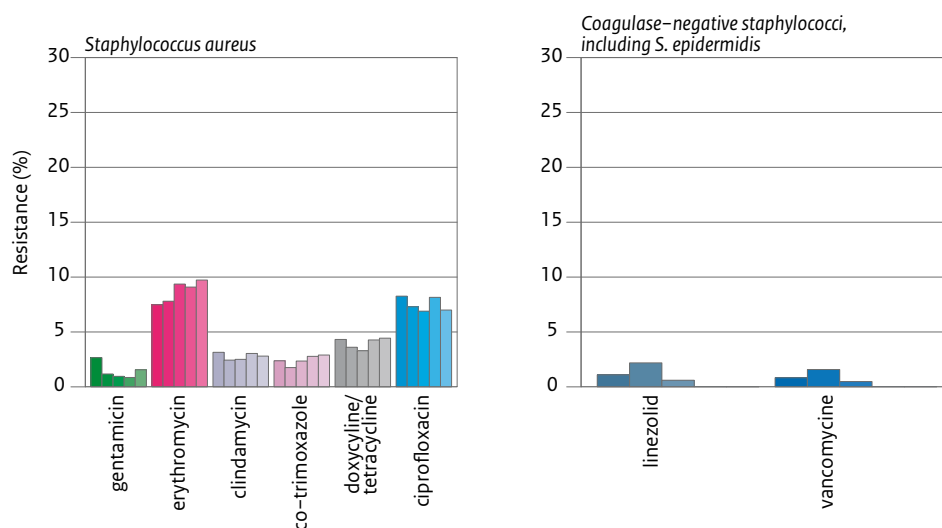 Staphylococcus aureus
Resistance (%)
30
25
20
15
10
5
0
gentamicin
erythromycin
clindamycin
co-trimoxazole
doxycyline/
tetracycline
ciprofloxacin
Coagulase-negative staphylococci,
including S. epidermidis
30
25
20
15
10
5
0
linezolid
vancomycine